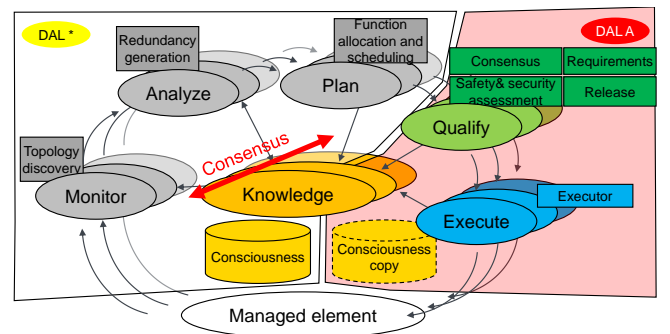 DAL *
DAL A
Redundancy
generation
Function
allocation and
scheduling
Consensus
Requirements
Safety& security
assessment
Release
Analyze
Plan
Qualify
Topology
discovery
Consensus
Monitor
Knowledge
Executor
Execute
Consciousness
Consciousness
copy
Managed element